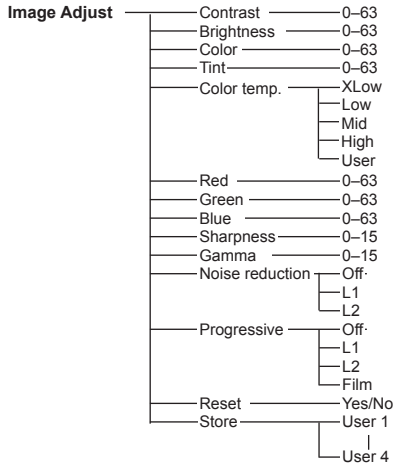 Image Adjust Contrast 0–63
Brightness 0–63
Color 0–63
Tint 0–63
Color temp. XLow
Low
Mid
High
User
Red 0–63
Green 0–63
Blue 0–63
Sharpness 0–15
Gamma 0–15
Noise reduction Off
L1
L2
Progressive Off
L1
L2
Film
Reset Yes/No
Store User 1
User 4